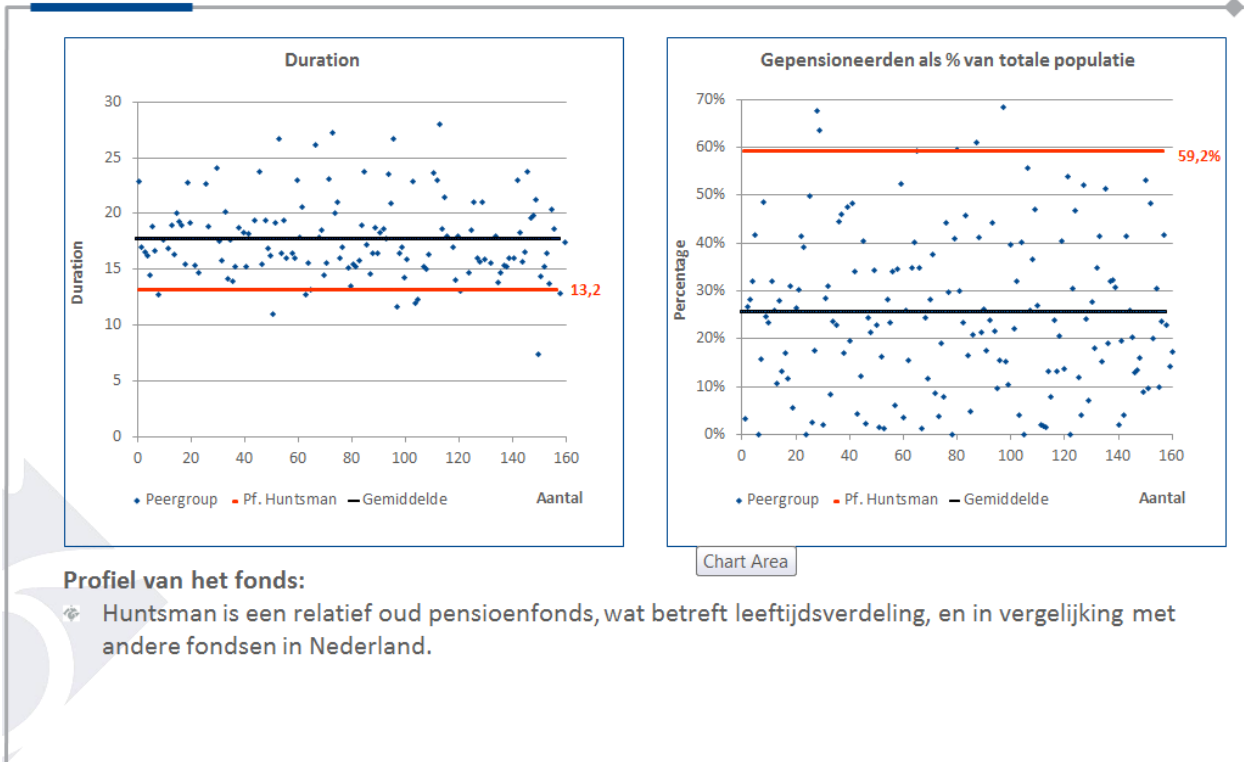 Duration
30
25
20
15
10
5
0
Duration
13,2
0 20 40 60 80 100 120 140 160
Peergroup Pf. Huntsman Gemiddelde Aantal
Gepensioneerden als % van totale populatie
70%
60%
50%
40%
30%
20%
10%
0%
Percentage
59,2%
0 20 40 60 80 100 120 140 160
Peergroup Pf. Huntsman Gemiddelde Aantal
Chart Area
Profiel van het fonds:
Huntsman is een relatief oud pensioenfonds, wat betreft leeftijdsverdeling, en in vergelijking met
andere fondsen in Nederland.